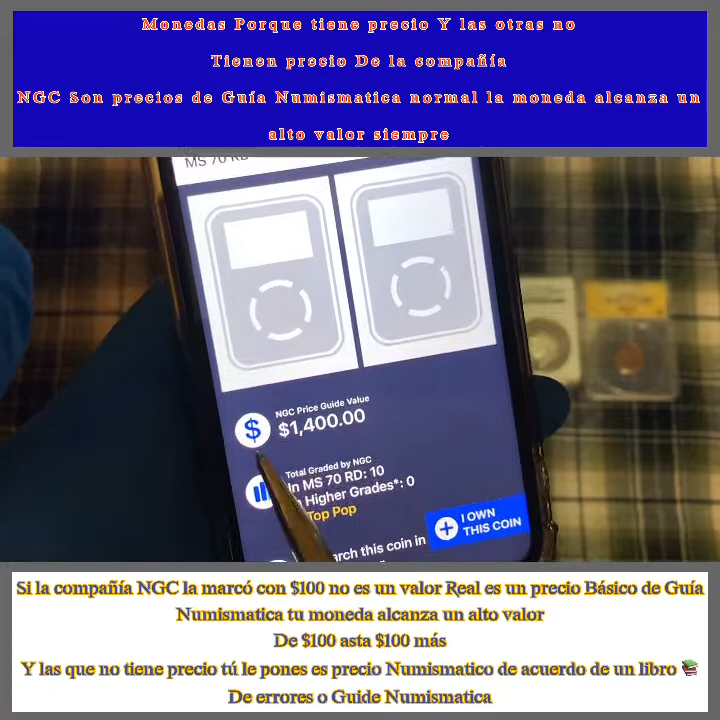 Monedas Porque tiene precio Y las otras no
Tienen precio De la compañía
NGC Son precios de Guía Numismatica normal la moneda alcanza un
alto valor siempre
MS 70 RD
NGC Price Guide Value
$1,400.00
Total Graded by NGC
In MS 70 RD: 10
Higher Grades*: 0
Top Pop
this coin in
I OWN
THIS COIN
Si la compañía NGC la marcó con $100 no es un valor Real es un precio Básico de Guía
Numismatica tu moneda alcanza un alto valor
De $100 asta $100 más
Y las que no tiene precio tú le pones es precio Numismatico de acuerdo de un libro 📚
De errores o Guide Numismatica